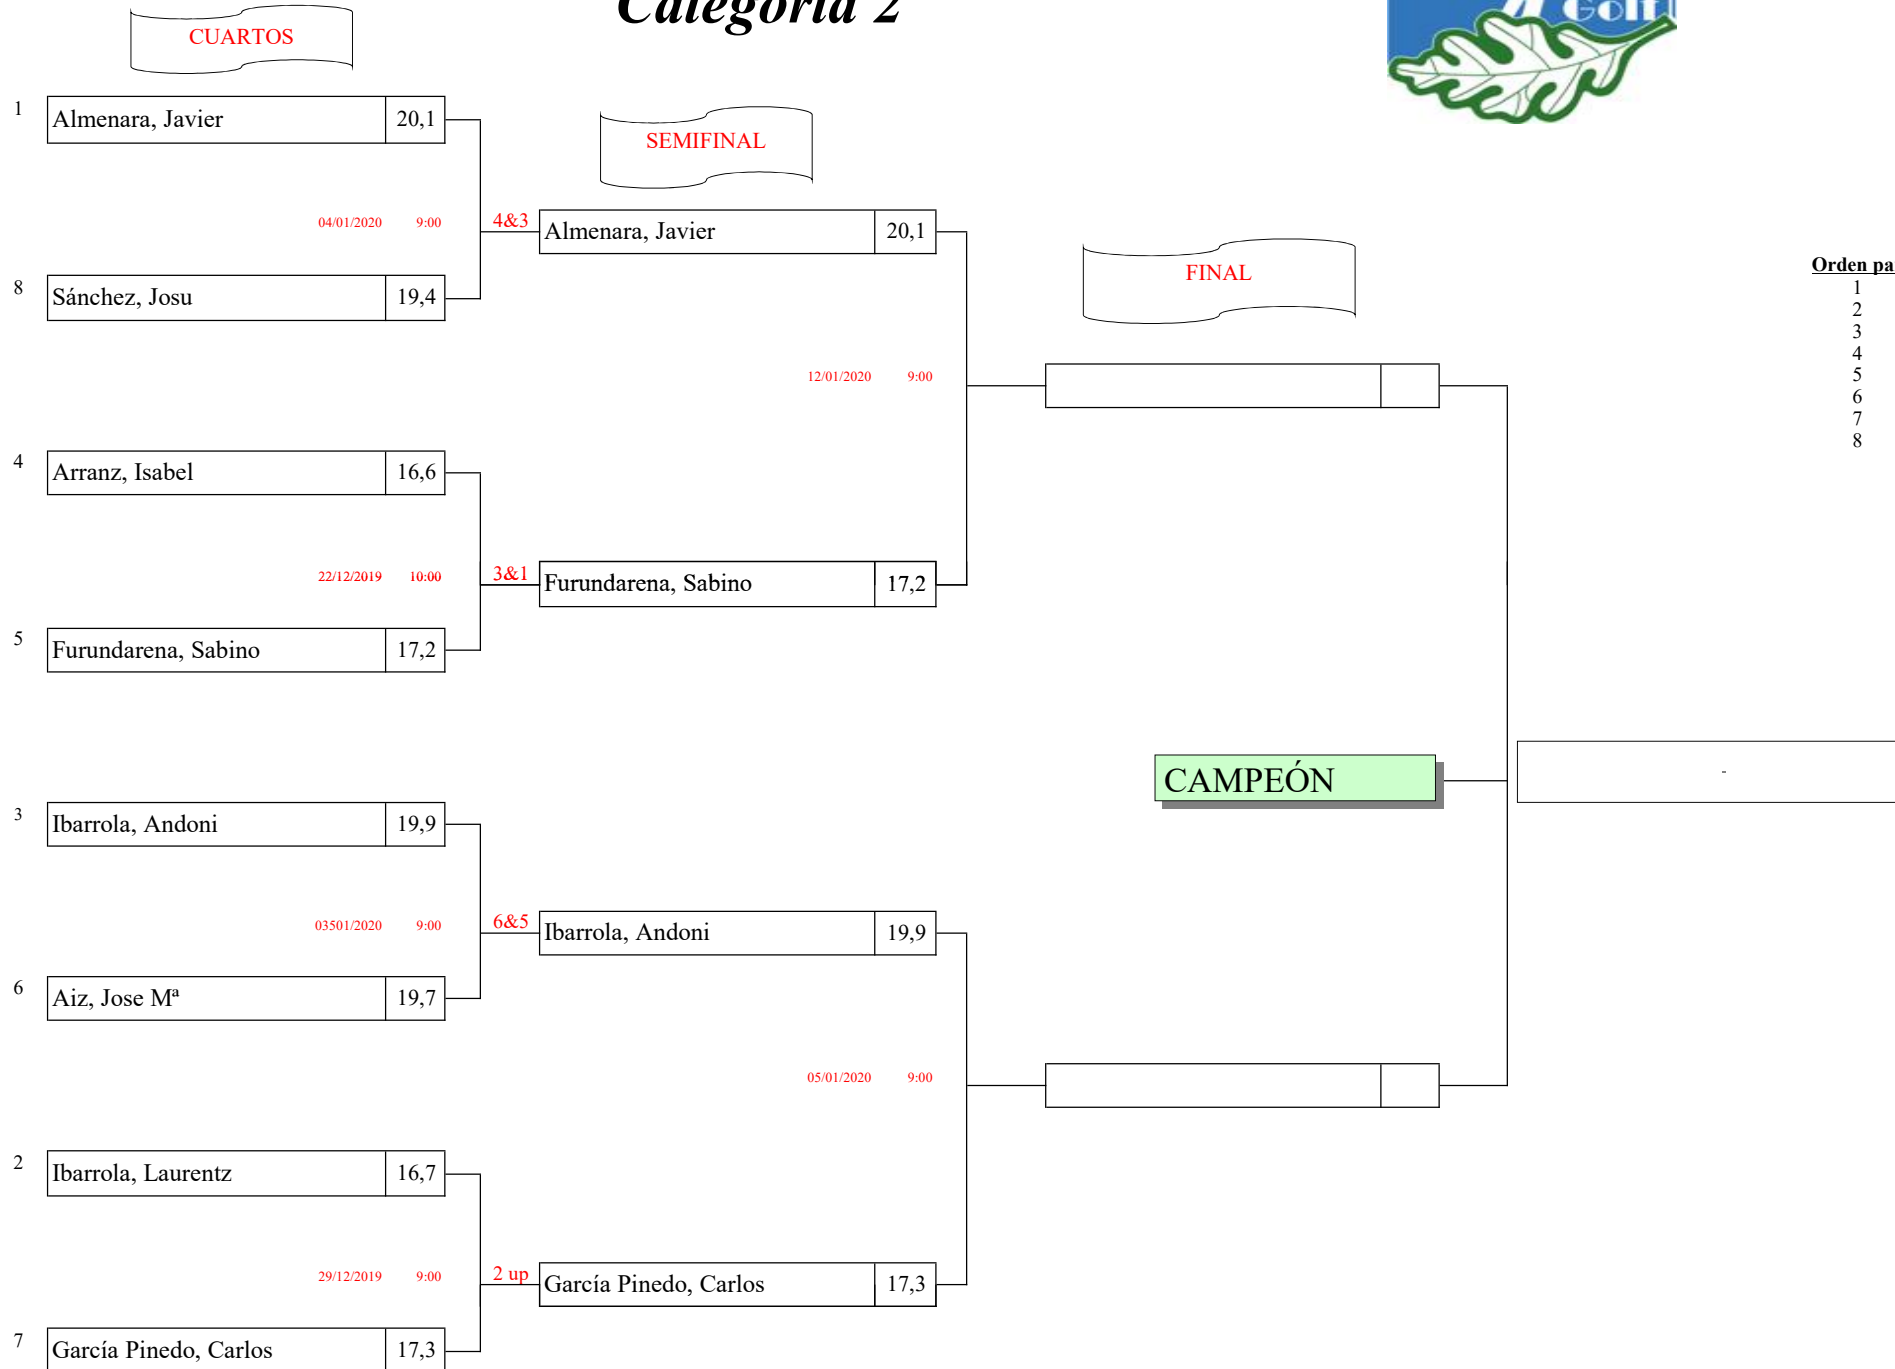 Categoría 2
Golf
CUARTOS
1 Almenara, Javier 20,1
SEMIFINAL
04/01/2020 9:00 4&3 Almenara, Javier 20,1
FINAL
Orden pa
1
2
3
4
5
6
7
8
8 Sánchez, Josu 19,4
12/01/2020 9:00
4 Arranz, Isabel 16,6
22/12/2019 10:00 3&1 Furundarena, Sabino 17,2
5 Furundarena, Sabino 17,2
CAMPEÓN -
3 Ibarrola, Andoni 19,9
03501/2020 9:00 6&5 Ibarrola, Andoni 19,9
6 Aiz, Jose Mª 19,7
05/01/2020 9:00
2 Ibarrola, Laurentz 16,7
29/12/2019 9:00 2 up García Pinedo, Carlos 17,3
7 García Pinedo, Carlos 17,3